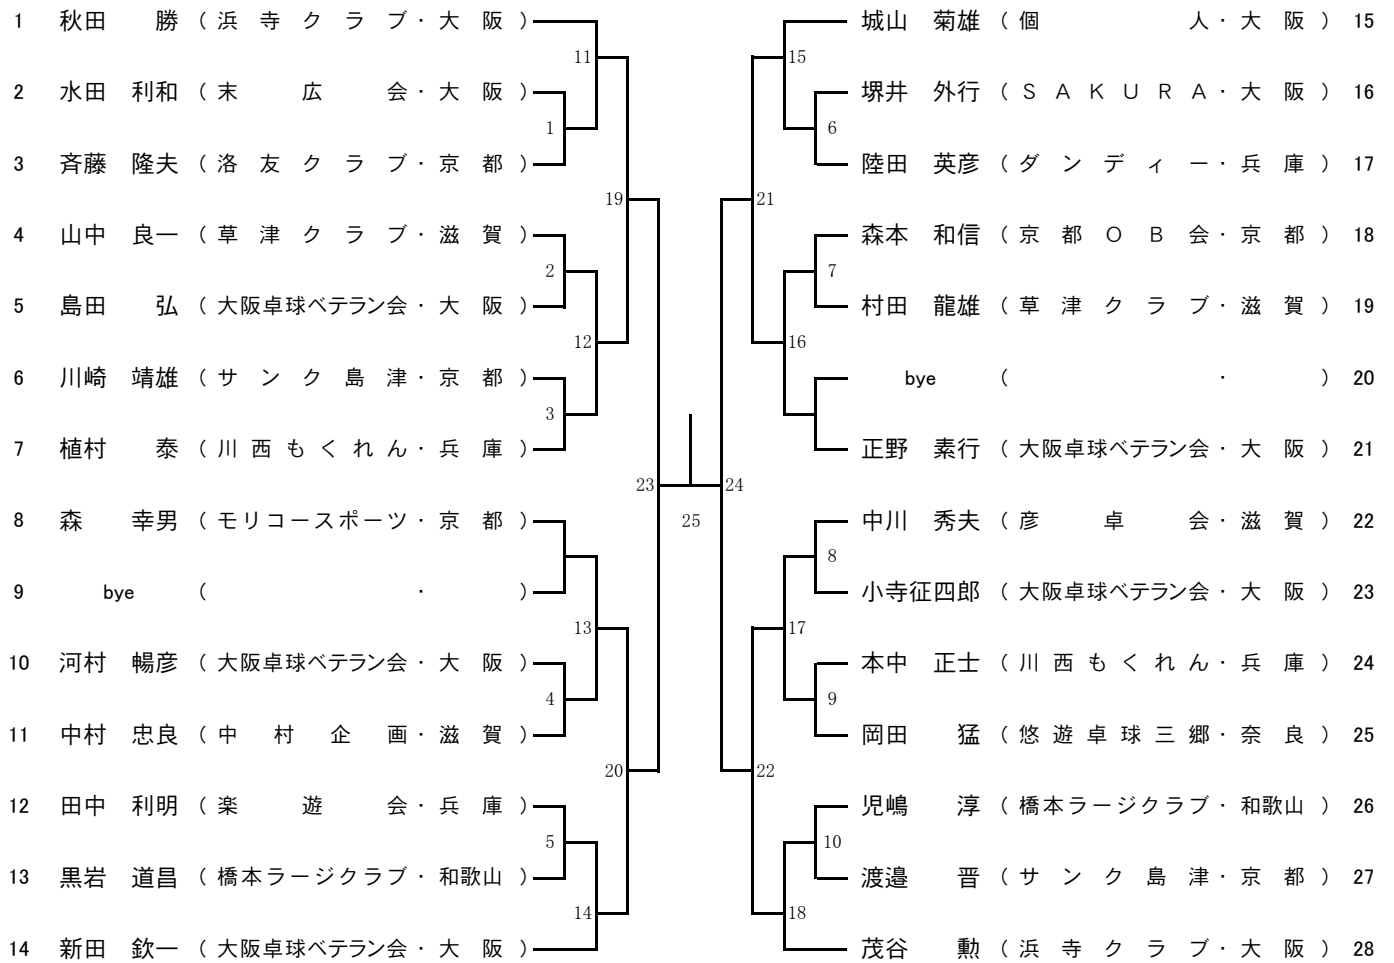 1 秋田 勝 (浜寺クラブ・大阪)
11
2 水田 利和 (末広会・大阪)
1
3 斉藤 隆夫 (洛友クラブ・京都)
19
4 山中 良一 (草津クラブ・滋賀)
2
5 島田 弘 (大阪卓球ベテラン会・大阪)
12
6 川崎 靖雄 (サンク島津・京都)
3
7 植村 泰 (川西もくれん・兵庫)
23
8 森 幸男 (モリコースポーツ・京都)
9 bye ( ・ )
13
10 河村 暢彦 (大阪卓球ベテラン会・大阪)
4
11 中村 忠良 (中村企画・滋賀)
20
12 田中 利明 (楽遊会・兵庫)
5
13 黒岩 道昌 (橋本ラージクラブ・和歌山)
14
14 新田 欽一 (大阪卓球ベテラン会・大阪)
25
城山 菊雄 (個人・大阪) 15
15
堺井 外行 (SAKURA・大阪) 16
6
陸田 英彦 (ダンディー・兵庫) 17
21
森本 和信 (京都OB会・京都) 18
7
村田 龍雄 (草津クラブ・滋賀) 19
16
bye ( ・ ) 20
正野 素行 (大阪卓球ベテラン会・大阪) 21
24
中川 秀夫 (彦卓会・滋賀) 22
8
小寺征四郎 (大阪卓球ベテラン会・大阪) 23
17
本中 正士 (川西もくれん・兵庫) 24
9
岡田 猛 (悠遊卓球三郷・奈良) 25
22
児嶋 淳 (橋本ラージクラブ・和歌山) 26
10
渡邉 晋 (サンク島津・京都) 27
18
茂谷 勲 (浜寺クラブ・大阪) 28